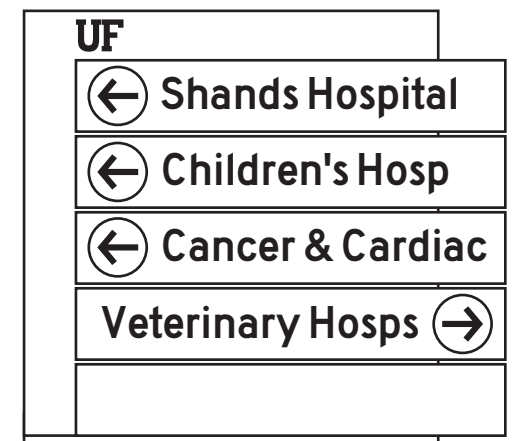 UF
Shands Hospital
Children's Hosp
Cancer & Cardiac
Veterinary Hosps